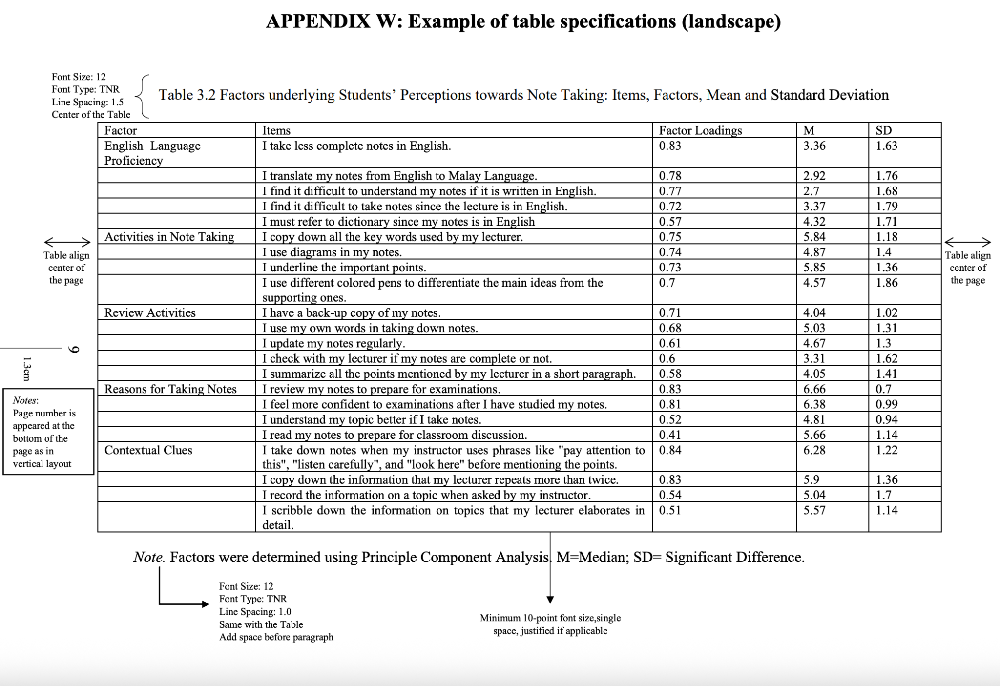 APPENDIX W: Example of table specifications (landscape)
Font Size: 12
Font Type: TNR
Line Spacing: 1.5
Center of the Table
Table 3.2 Factors underlying Students’ Perceptions towards Note Taking: Items, Factors, Mean and Standard Deviation
Factor Items Factor Loadings M SD
English Language Proficiency I take less complete notes in English. 0.83 3.36 1.63
I translate my notes from English to Malay Language. 0.78 2.92 1.76
I find it difficult to understand my notes if it is written in English. 0.77 2.7 1.68
I find it difficult to take notes since the lecture is in English. 0.72 3.37 1.79
I must refer to dictionary since my notes is in English 0.57 4.32 1.71
Activities in Note Taking I copy down all the key words used by my lecturer. 0.75 5.84 1.18
I use diagrams in my notes. 0.74 4.87 1.4
I underline the important points. 0.73 5.85 1.36
I use different colored pens to differentiate the main ideas from the 0.7 4.57 1.86
supporting ones.
Review Activities I have a back-up copy of my notes. 0.71 4.04 1.02
I use my own words in taking down notes. 0.68 5.03 1.31
I update my notes regularly. 0.61 4.67 1.3
I check with my lecturer if my notes are complete or not. 0.6 3.31 1.62
I summarize all the points mentioned by my lecturer in a short paragraph. 0.58 4.05 1.41
Reasons for Taking Notes I review my notes to prepare for examinations. 0.83 6.66 0.7
I feel more confident to examinations after I have studied my notes. 0.81 6.38 0.99
I understand my topic better if I take notes. 0.52 4.81 0.94
I read my notes to prepare for classroom discussion. 0.41 5.66 1.14
Contextual Clues I take down notes when my instructor uses phrases like "pay attention to 0.84 6.28 1.22
this", "listen carefully", and "look here" before mentioning the points.
I copy down the information that my lecturer repeats more than twice. 0.83 5.9 1.36
I record the information on a topic when asked by my instructor. 0.54 5.04 1.7
I scribble down the information on topics that my lecturer elaborates in 0.51 5.57 1.14
detail.
Table align
center of
the page
Table align
center of
the page
9
1.3cm
Notes:
Page number is
appeared at the
bottom of the
page as in
vertical layout
Note. Factors were determined using Principle Component Analysis. M=Median; SD= Significant Difference.
Font Size: 12
Font Type: TNR
Line Spacing: 1.0
Same with the Table
Add space before paragraph
Minimum 10-point font size,single
space, justified if applicable